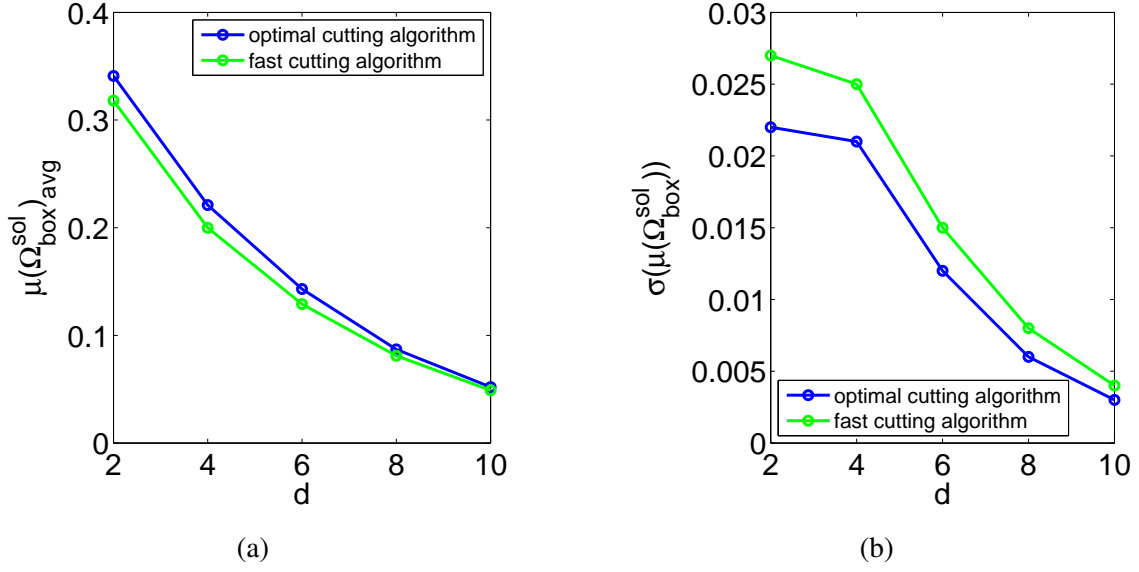 0.4
0.3
0.2
0.1
0
μ(Ω^sol_box)_avg
optimal cutting algorithm
fast cutting algorithm
2 4 6 8 10
d
(a)
0.03
0.025
0.02
0.015
0.01
0.005
0
σ(μ(Ω^sol_box))
optimal cutting algorithm
fast cutting algorithm
2 4 6 8 10
d
(b)